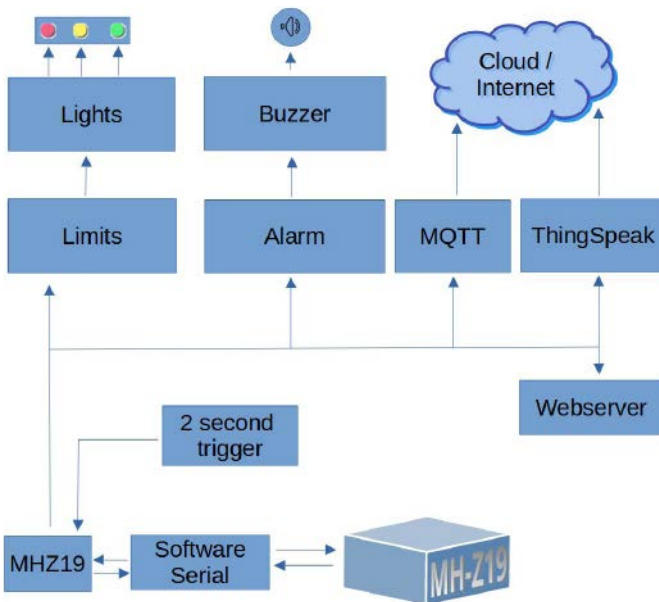 Cloud /
Internet
Lights
Buzzer
Limits
Alarm
MQTT
ThingSpeak
Webserver
2 second
trigger
MHZ19
Software
Serial
MH-Z19